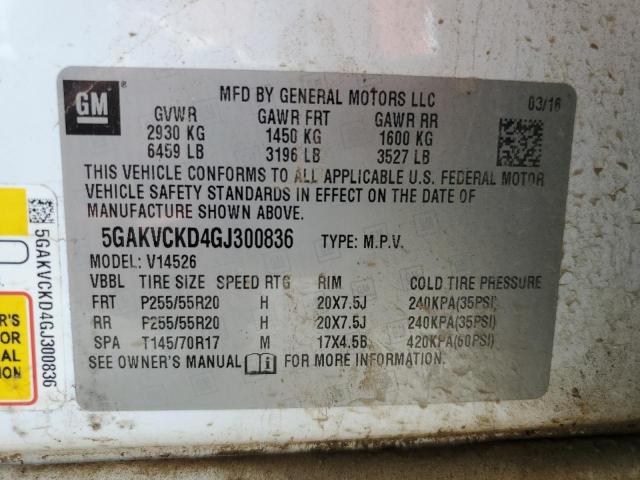 GM
MFD BY GENERAL MOTORS LLC 03/16
GVWR GAWR FRT GAWR RR
2930 KG 1450 KG 1600 KG
6459 LB 3196 LB 3527 LB
THIS VEHICLE CONFORMS TO ALL APPLICABLE U.S. FEDERAL MOTOR
VEHICLE SAFETY STANDARDS IN EFFECT ON THE DATE OF
MANUFACTURE SHOWN ABOVE.
5GAKVCKD4GJ300836 TYPE: M.P.V.
MODEL: V14526
VBBL TIRE SIZE SPEED RTG RIM COLD TIRE PRESSURE
FRT P255/55R20 H 20X7.5J 240KPA(35PSI)
RR P255/55R20 H 20X7.5J 240KPA(35PSI)
SPA T145/70R17 M 17X4.5B 420KPA(60PSI)
SEE OWNER'S MANUAL FOR MORE INFORMATION.
5GAKVCKD4GJ300836
R'S
FOR
AL
ATION